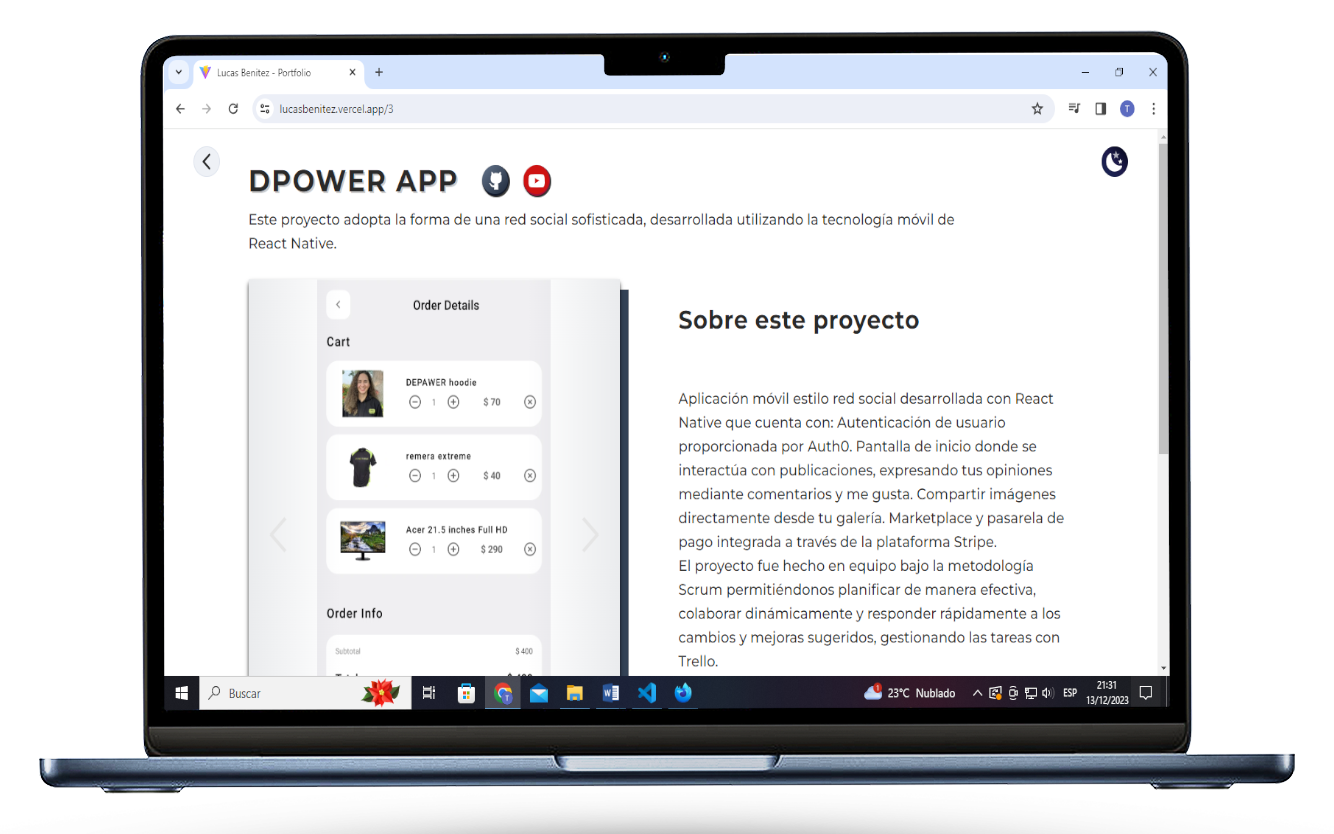 Lucas Benitez - Portfolio
lucasbenitez.vercel.app/3
T
DPOWER APP
Este proyecto adopta la forma de una red social sofisticada, desarrollada utilizando la tecnología móvil de
React Native.
Order Details
Cart
DEPAWER hoodie
1 $ 70
remera extreme
1 $ 40
Acer 21.5 inches Full HD
1 $ 290
Order Info
Subtotal $ 400
Sobre este proyecto
Aplicación móvil estilo red social desarrollada con React
Native que cuenta con: Autenticación de usuario
proporcionada por Auth0. Pantalla de inicio donde se
interactúa con publicaciones, expresando tus opiniones
mediante comentarios y me gusta. Compartir imágenes
directamente desde tu galería. Marketplace y pasarela de
pago integrada a través de la plataforma Stripe.
El proyecto fue hecho en equipo bajo la metodología
Scrum permitiéndonos planificar de manera efectiva,
colaborar dinámicamente y responder rápidamente a los
cambios y mejoras sugeridos, gestionando las tareas con
Trello.
Buscar
23°C Nublado
ESP
21:31
13/12/2023